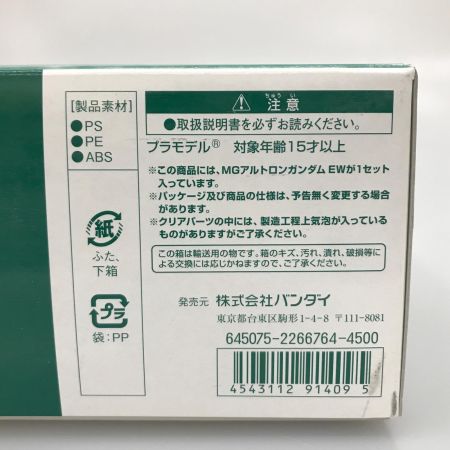 [製品素材]
●PS
●PE
●ABS
紙
ふた、
下箱
プラ
袋:PP
ちゅうい
注意
●取扱説明書を必ずお読みください。
プラモデル® 対象年齢15才以上
※この商品には、MGアルトロンガンダム EWが1セット
入っています。
※パッケージ及び商品の仕様は、予告無く変更する場合
があります。
※クリアパーツの中には、製造工程上気泡が入っている
ものがありますがご了承ください。
この箱は輸送用の物です。箱のキズ、汚れ、潰れ、破損等に
よる交換には応じかねますので、ご了承ください。
発売元 株式会社バンダイ
東京都台東区駒形1-4-8 〒111-8081
645075-2266764-4500
4543112 91409 5